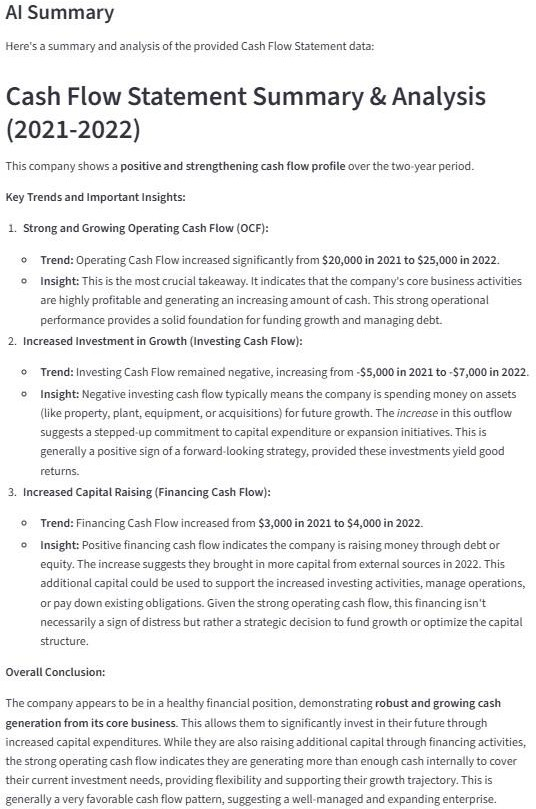 AI Summary
Here's a summary and analysis of the provided Cash Flow Statement data:
Cash Flow Statement Summary & Analysis
(2021-2022)
This company shows a positive and strengthening cash flow profile over the two-year period.
Key Trends and Important Insights:
1. Strong and Growing Operating Cash Flow (OCF):
Trend: Operating Cash Flow increased significantly from $20,000 in 2021 to $25,000 in 2022.
Insight: This is the most crucial takeaway. It indicates that the company's core business activities
are highly profitable and generating an increasing amount of cash. This strong operational
performance provides a solid foundation for funding growth and managing debt.
2. Increased Investment in Growth (Investing Cash Flow):
Trend: Investing Cash Flow remained negative, increasing from -$5,000 in 2021 to -$7,000 in 2022.
Insight: Negative investing cash flow typically means the company is spending money on assets
(like property, plant, equipment, or acquisitions) for future growth. The increase in this outflow
suggests a stepped-up commitment to capital expenditure or expansion initiatives. This is
generally a positive sign of a forward-looking strategy, provided these investments yield good
returns.
3. Increased Capital Raising (Financing Cash Flow):
Trend: Financing Cash Flow increased from $3,000 in 2021 to $4,000 in 2022.
Insight: Positive financing cash flow indicates the company is raising money through debt or
equity. The increase suggests they brought in more capital from external sources in 2022. This
additional capital could be used to support the increased investing activities, manage operations,
or pay down existing obligations. Given the strong operating cash flow, this financing isn't
necessarily a sign of distress but rather a strategic decision to fund growth or optimize the capital
structure.
Overall Conclusion:
The company appears to be in a healthy financial position, demonstrating robust and growing cash
generation from its core business. This allows them to significantly invest in their future through
increased capital expenditures. While they are also raising additional capital through financing activities,
the strong operating cash flow indicates they are generating more than enough cash internally to cover
their current investment needs, providing flexibility and supporting their growth trajectory. This is
generally a very favorable cash flow pattern, suggesting a well-managed and expanding enterprise.